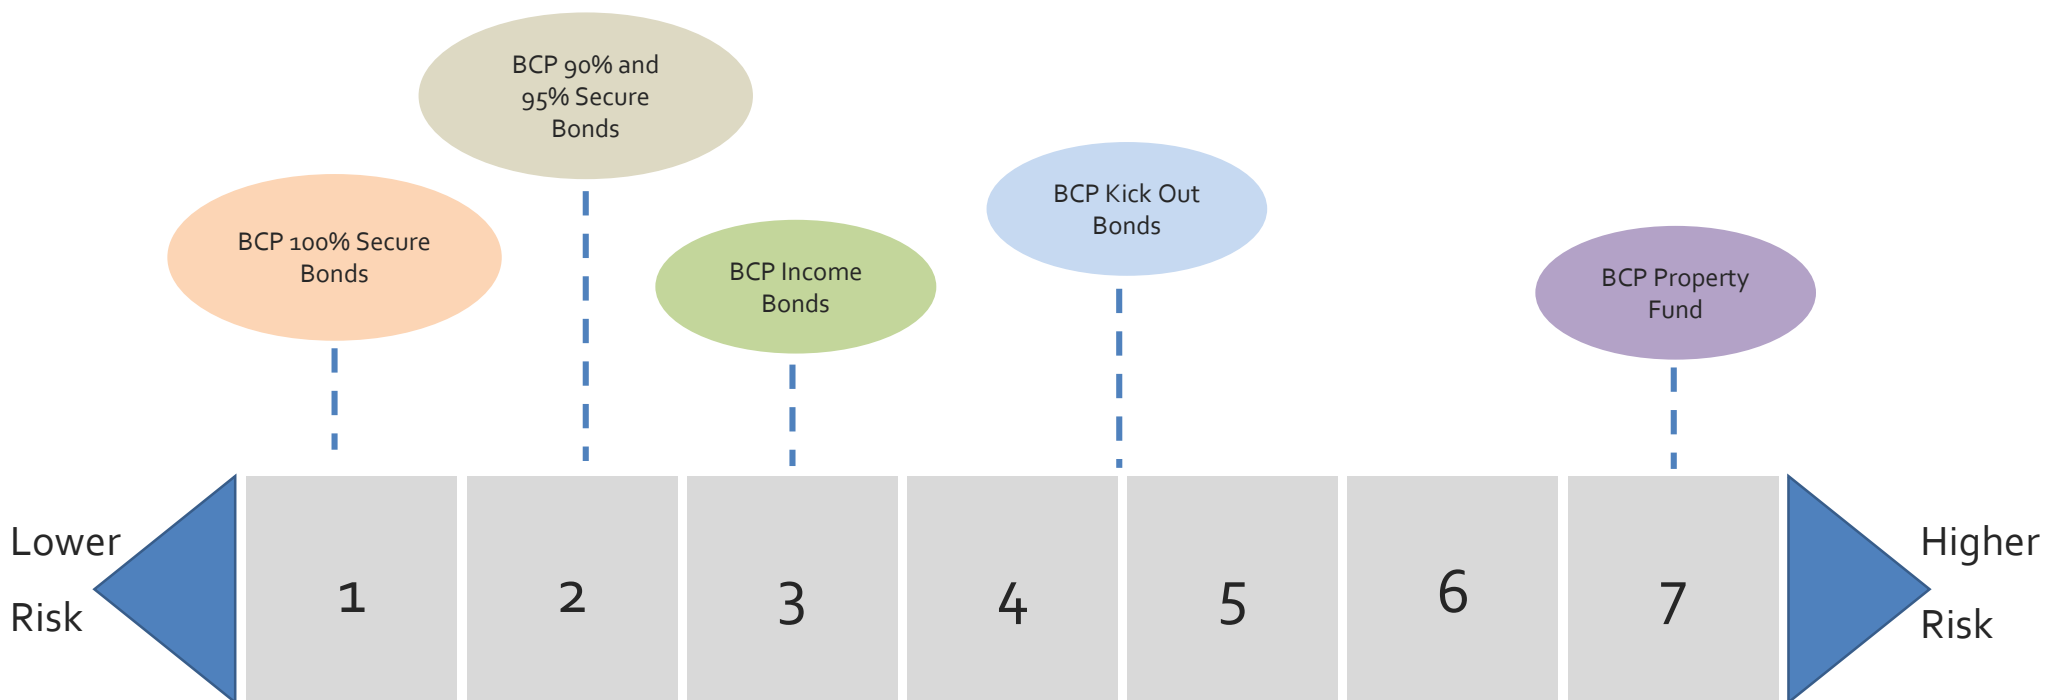 BCP 90% and
95% Secure
Bonds
BCP 100% Secure
Bonds
BCP Income
Bonds
BCP Kick Out
Bonds
BCP Property
Fund
Lower
Risk
1
2
3
4
5
6
7
Higher
Risk